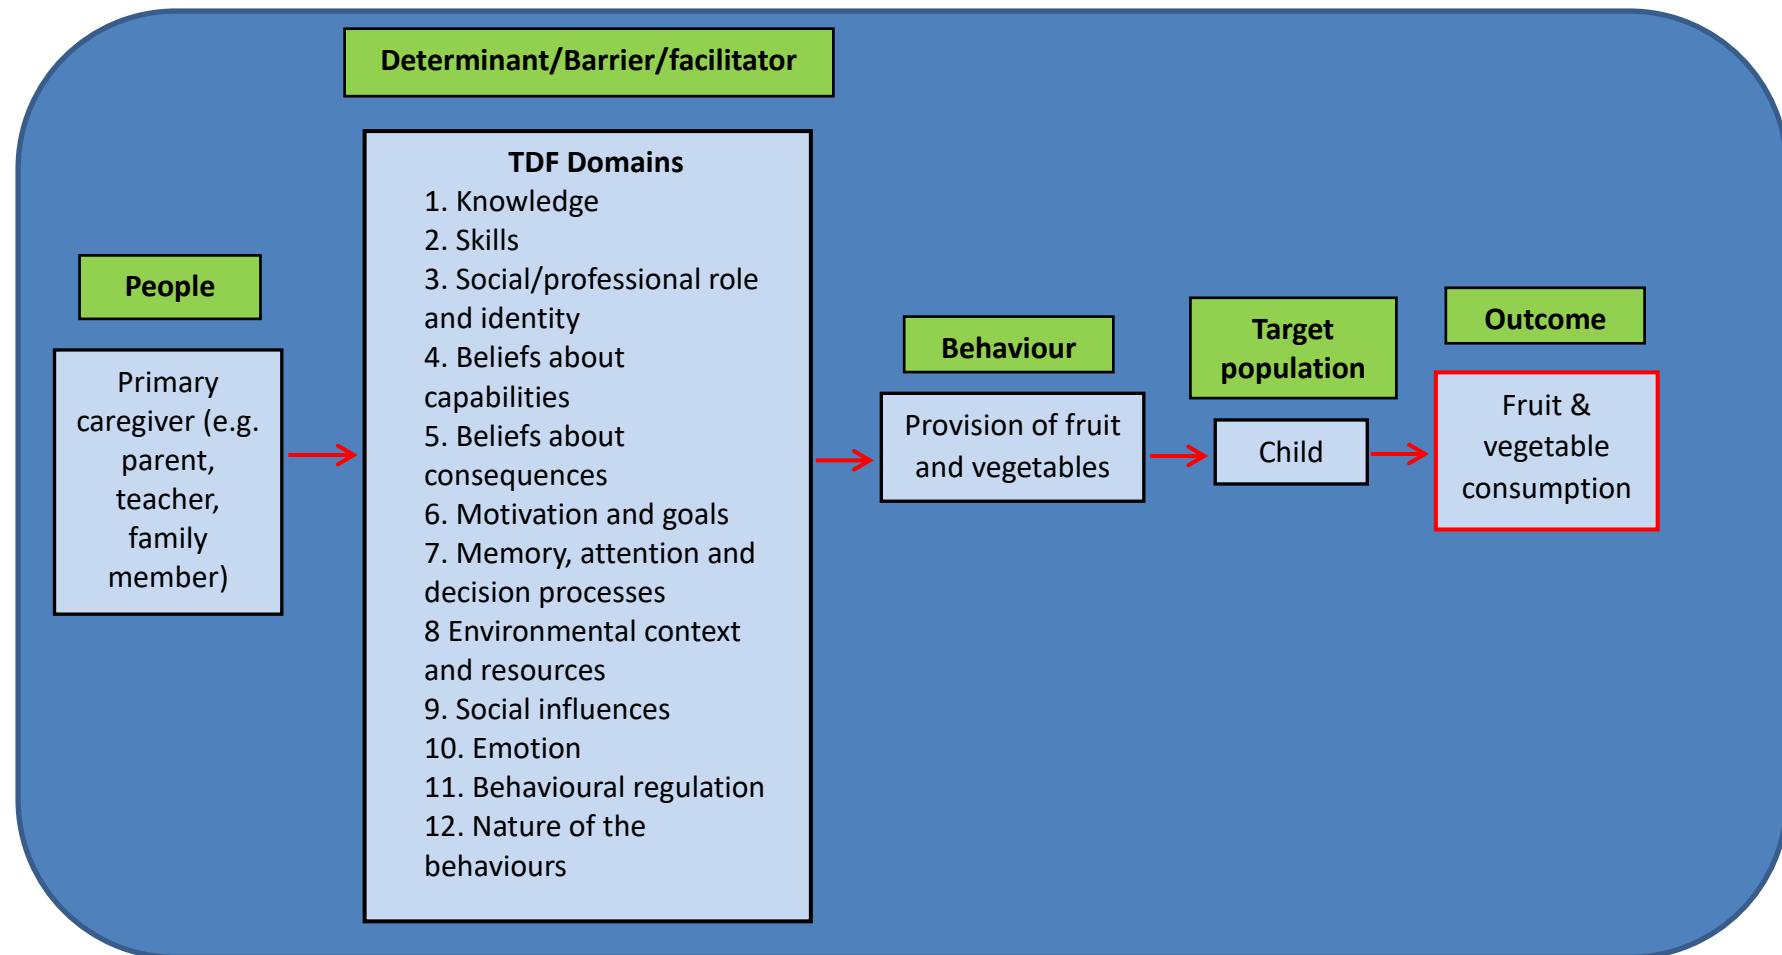 Determinant/Barrier/facilitator
TDF Domains
1. Knowledge
2. Skills
3. Social/professional role
and identity
4. Beliefs about
capabilities
5. Beliefs about
consequences
6. Motivation and goals
7. Memory, attention and
decision processes
8 Environmental context
and resources
9. Social influences
10. Emotion
11. Behavioural regulation
12. Nature of the
behaviours
People
Primary
caregiver (e.g.
parent,
teacher,
family
member)
Behaviour
Provision of fruit
and vegetables
Target
population
Child
Outcome
Fruit &
vegetable
consumption